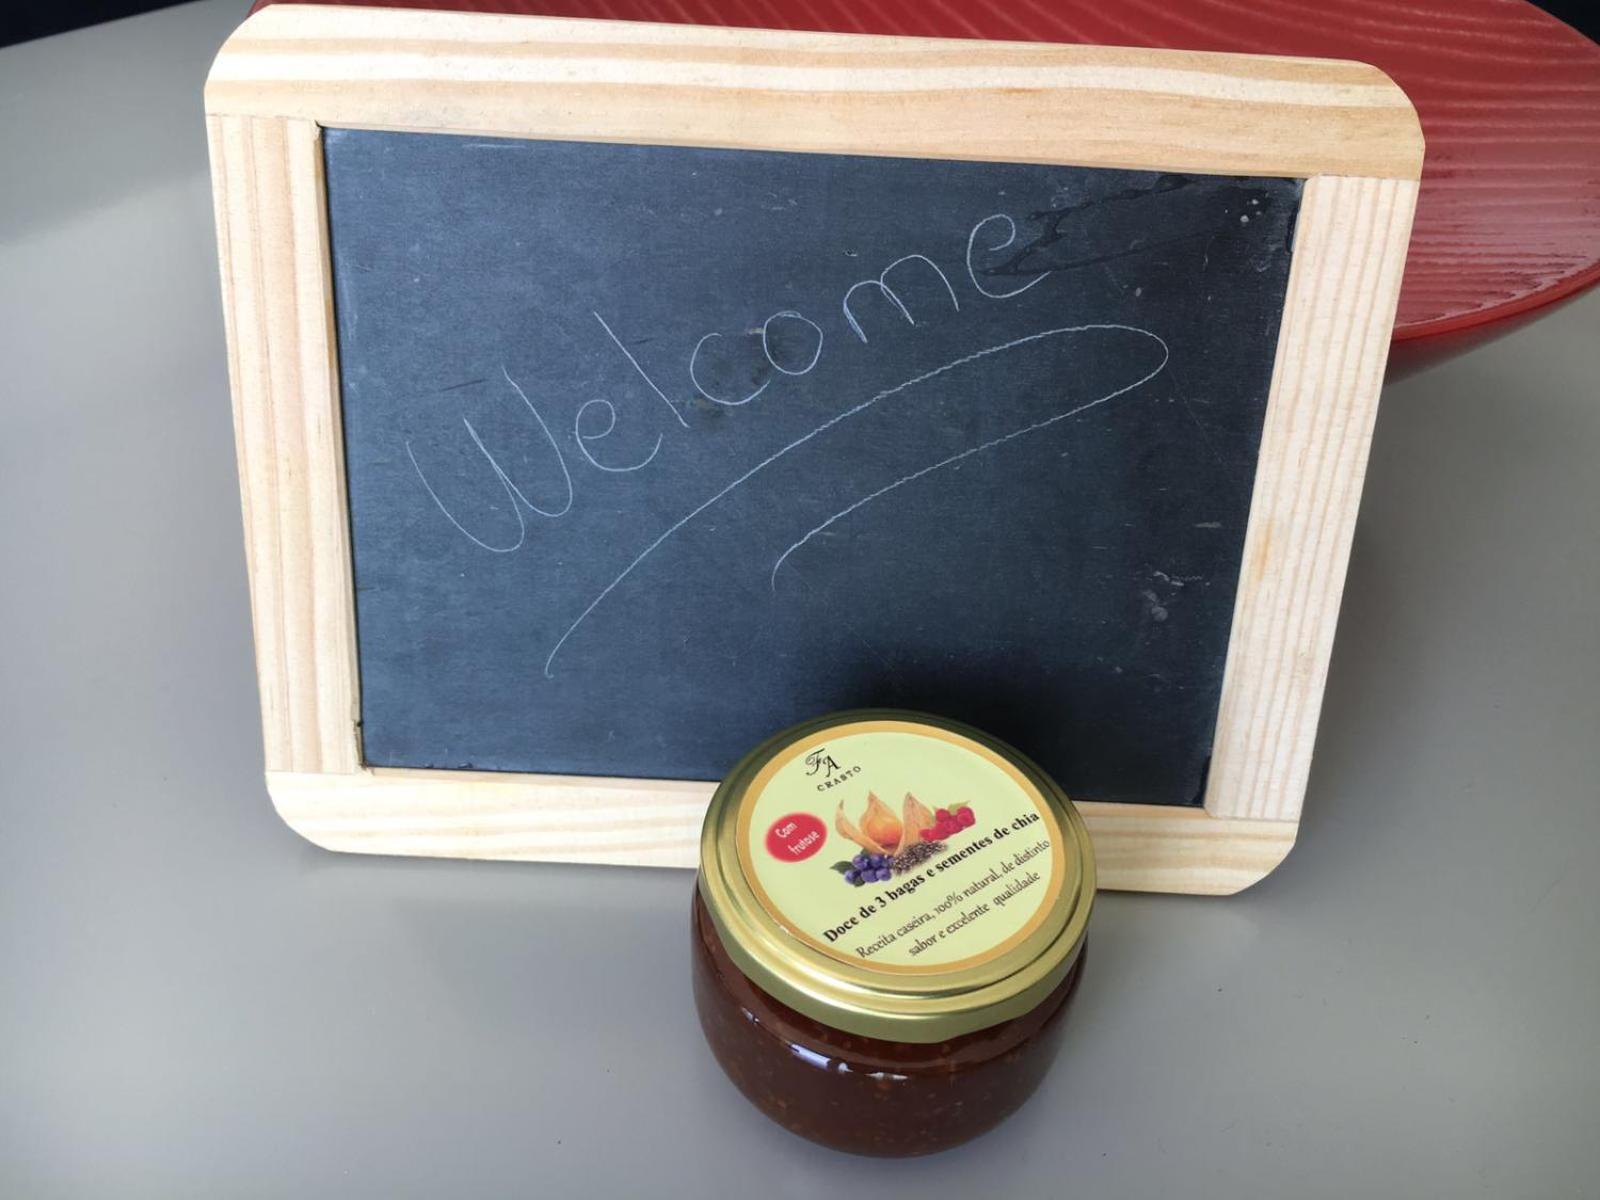 Welcome
FA
CRASTO
Com
frutose
Doce de 3 bagas e sementes de chia
Receita caseira, 100% natural, de distinto
sabor e excelente qualidade